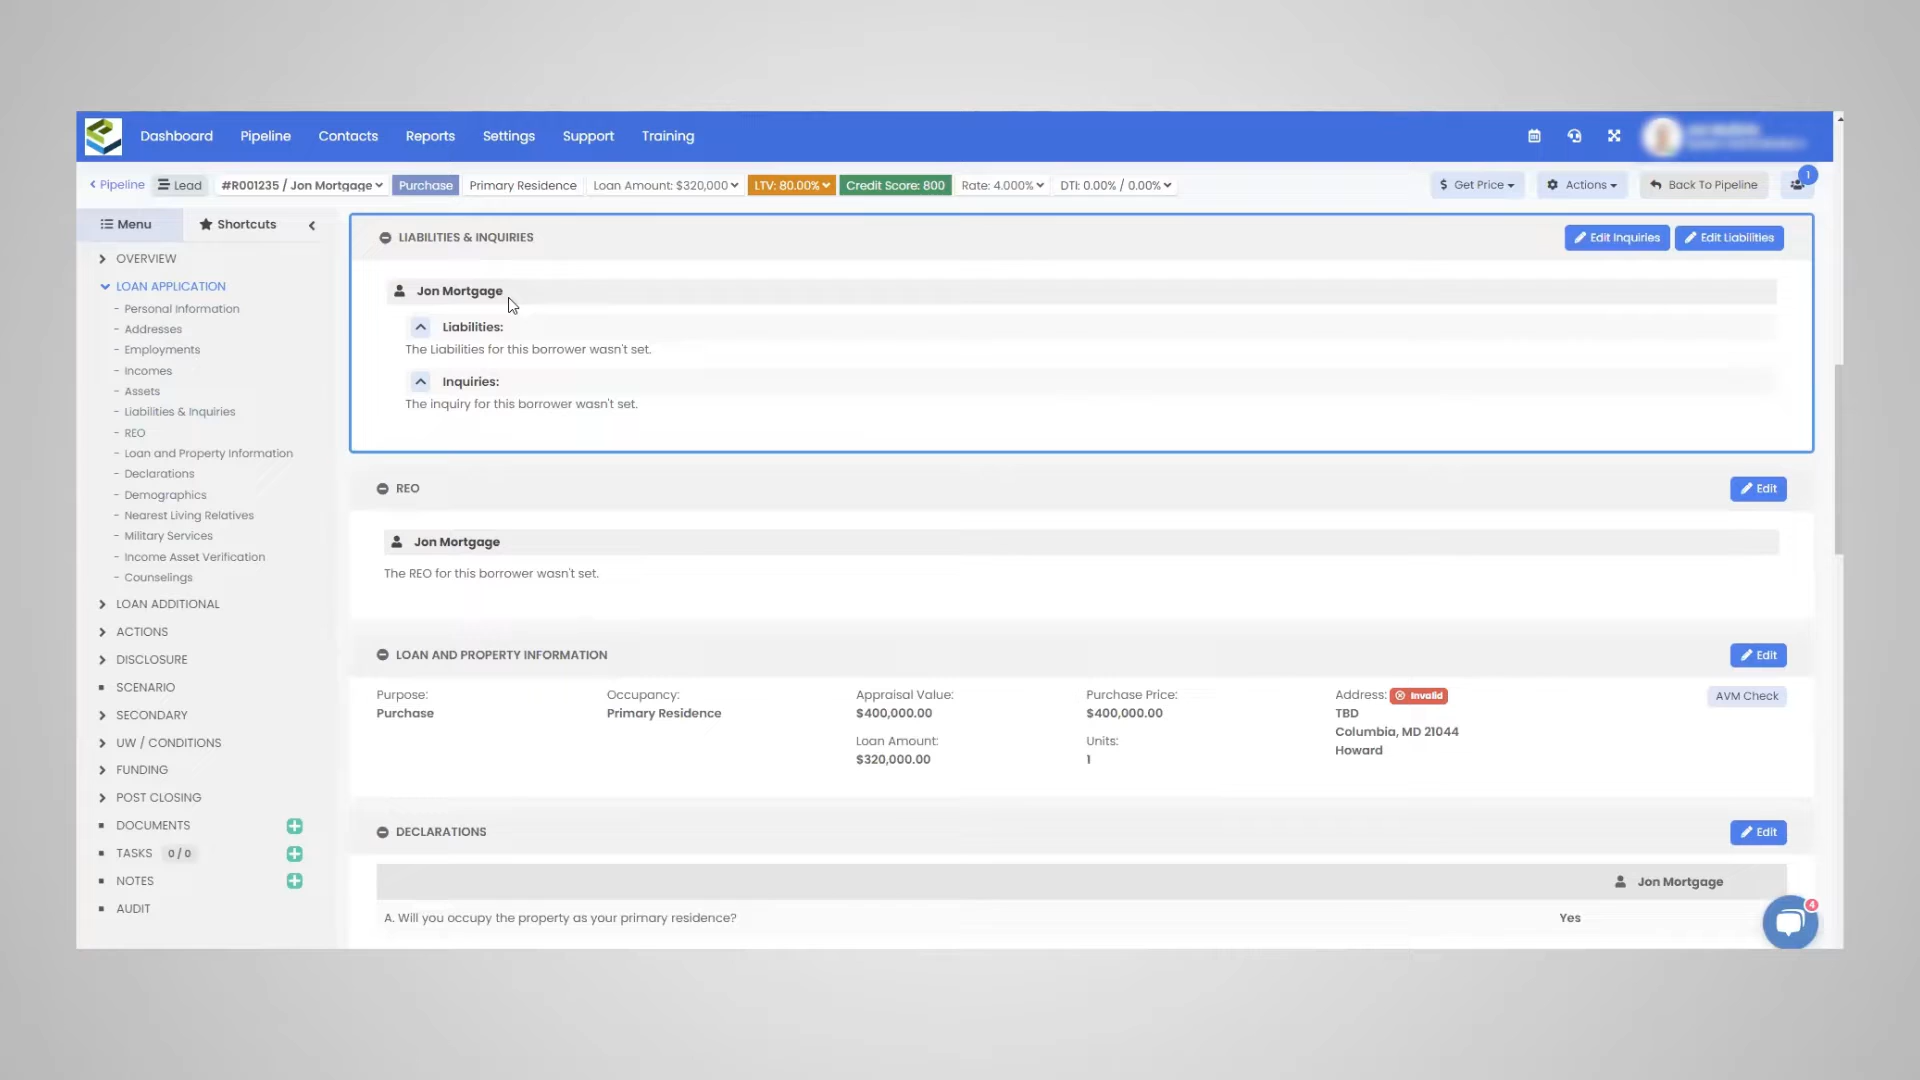 Dashboard Pipeline Contacts Reports Settings Support Training
Pipeline Lead #R001235 / Jon Mortgage Purchase Primary Residence Loan Amount: $320,000 LTV: 80.00% Credit Score: 800 Rate: 4.000% DTI: 0.00% / 0.00% $ Get Price Actions Back To Pipeline 1
Menu Shortcuts
OVERVIEW
LOAN APPLICATION
- Personal Information
- Addresses
- Employments
- Incomes
- Assets
- Liabilities & Inquiries
- REO
- Loan and Property Information
- Declarations
- Demographics
- Nearest Living Relatives
- Military Services
- Income Asset Verification
- Counselings
LOAN ADDITIONAL
ACTIONS
DISCLOSURE
SCENARIO
SECONDARY
UW / CONDITIONS
FUNDING
POST CLOSING
DOCUMENTS
TASKS 0 / 0
NOTES
AUDIT
LIABILITIES & INQUIRIES Edit Inquiries Edit Liabilities
Jon Mortgage
Liabilities:
The Liabilities for this borrower wasn't set.
Inquiries:
The inquiry for this borrower wasn't set.
REO Edit
Jon Mortgage
The REO for this borrower wasn't set.
LOAN AND PROPERTY INFORMATION Edit
Purpose: Occupancy: Appraisal Value: Purchase Price: Address: Invalid AVM Check
Purchase Primary Residence $400,000.00 $400,000.00 TBD
Columbia, MD 21044
Loan Amount: Units: Howard
$320,000.00 1
DECLARATIONS Edit
Jon Mortgage
A. Will you occupy the property as your primary residence? Yes
4